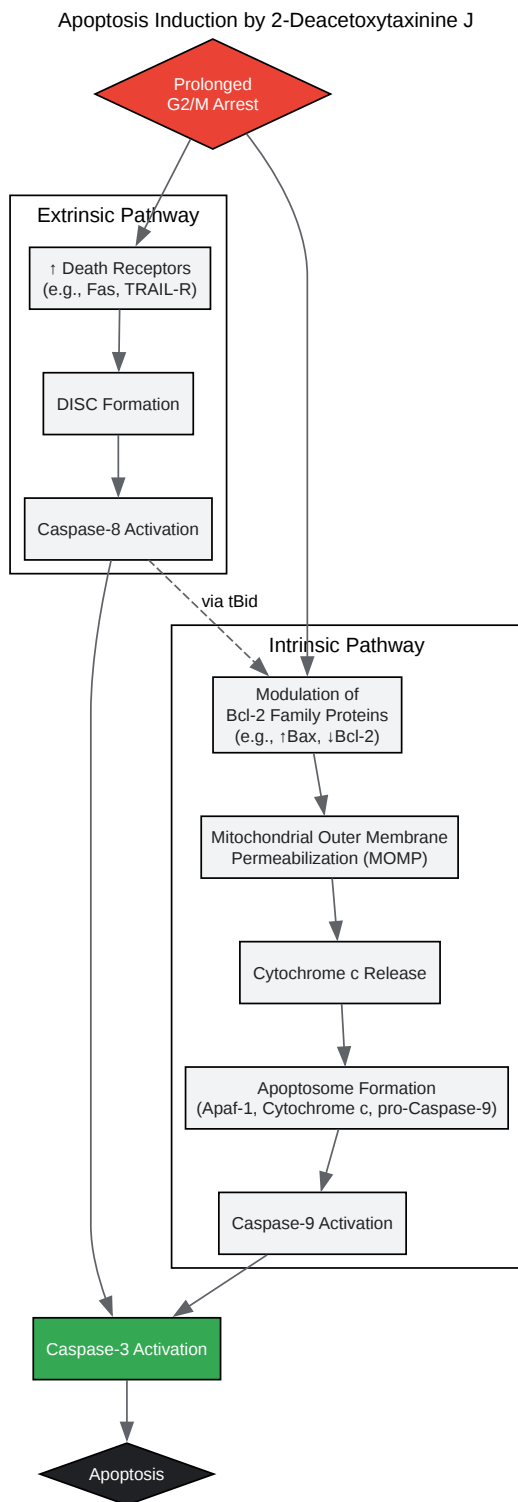 Apoptosis Induction by 2-Deacetoxytaxinine J
Prolonged
G2/M Arrest
Extrinsic Pathway
↑ Death Receptors
(e.g., Fas, TRAIL-R)
DISC Formation
Caspase-8 Activation
via tBid
Intrinsic Pathway
Modulation of
Bcl-2 Family Proteins
(e.g., ↑Bax, ↓Bcl-2)
Mitochondrial Outer Membrane
Permeabilization (MOMP)
Cytochrome c Release
Apoptosome Formation
(Apaf-1, Cytochrome c, pro-Caspase-9)
Caspase-9 Activation
Caspase-3 Activation
Apoptosis